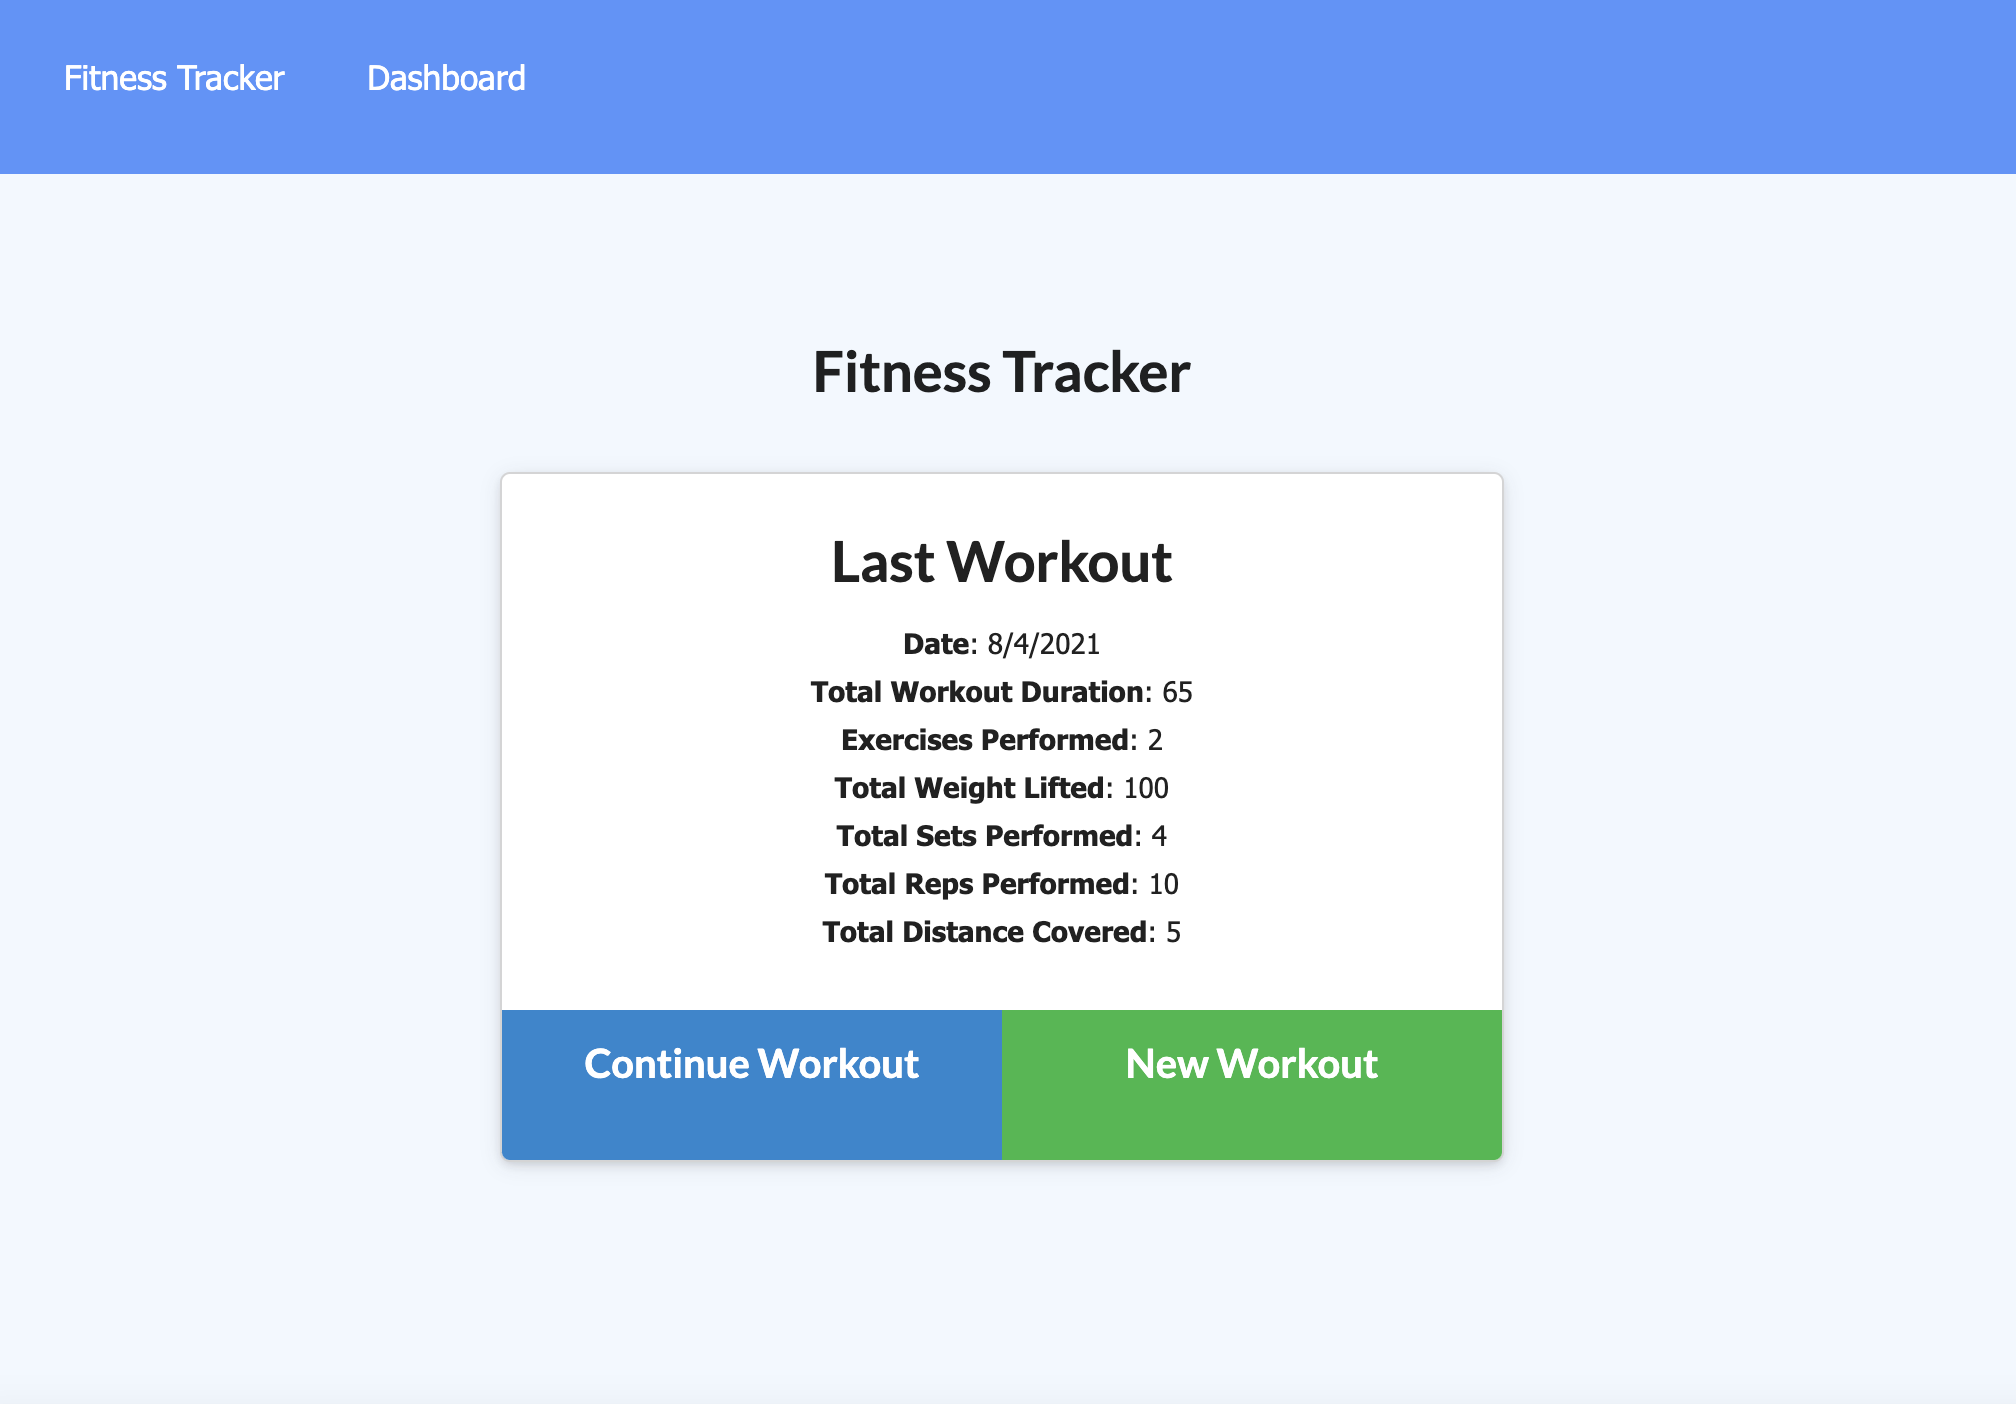 Fitness Tracker Dashboard
Fitness Tracker
Last Workout
Date: 8/4/2021
Total Workout Duration: 65
Exercises Performed: 2
Total Weight Lifted: 100
Total Sets Performed: 4
Total Reps Performed: 10
Total Distance Covered: 5
Continue Workout New Workout